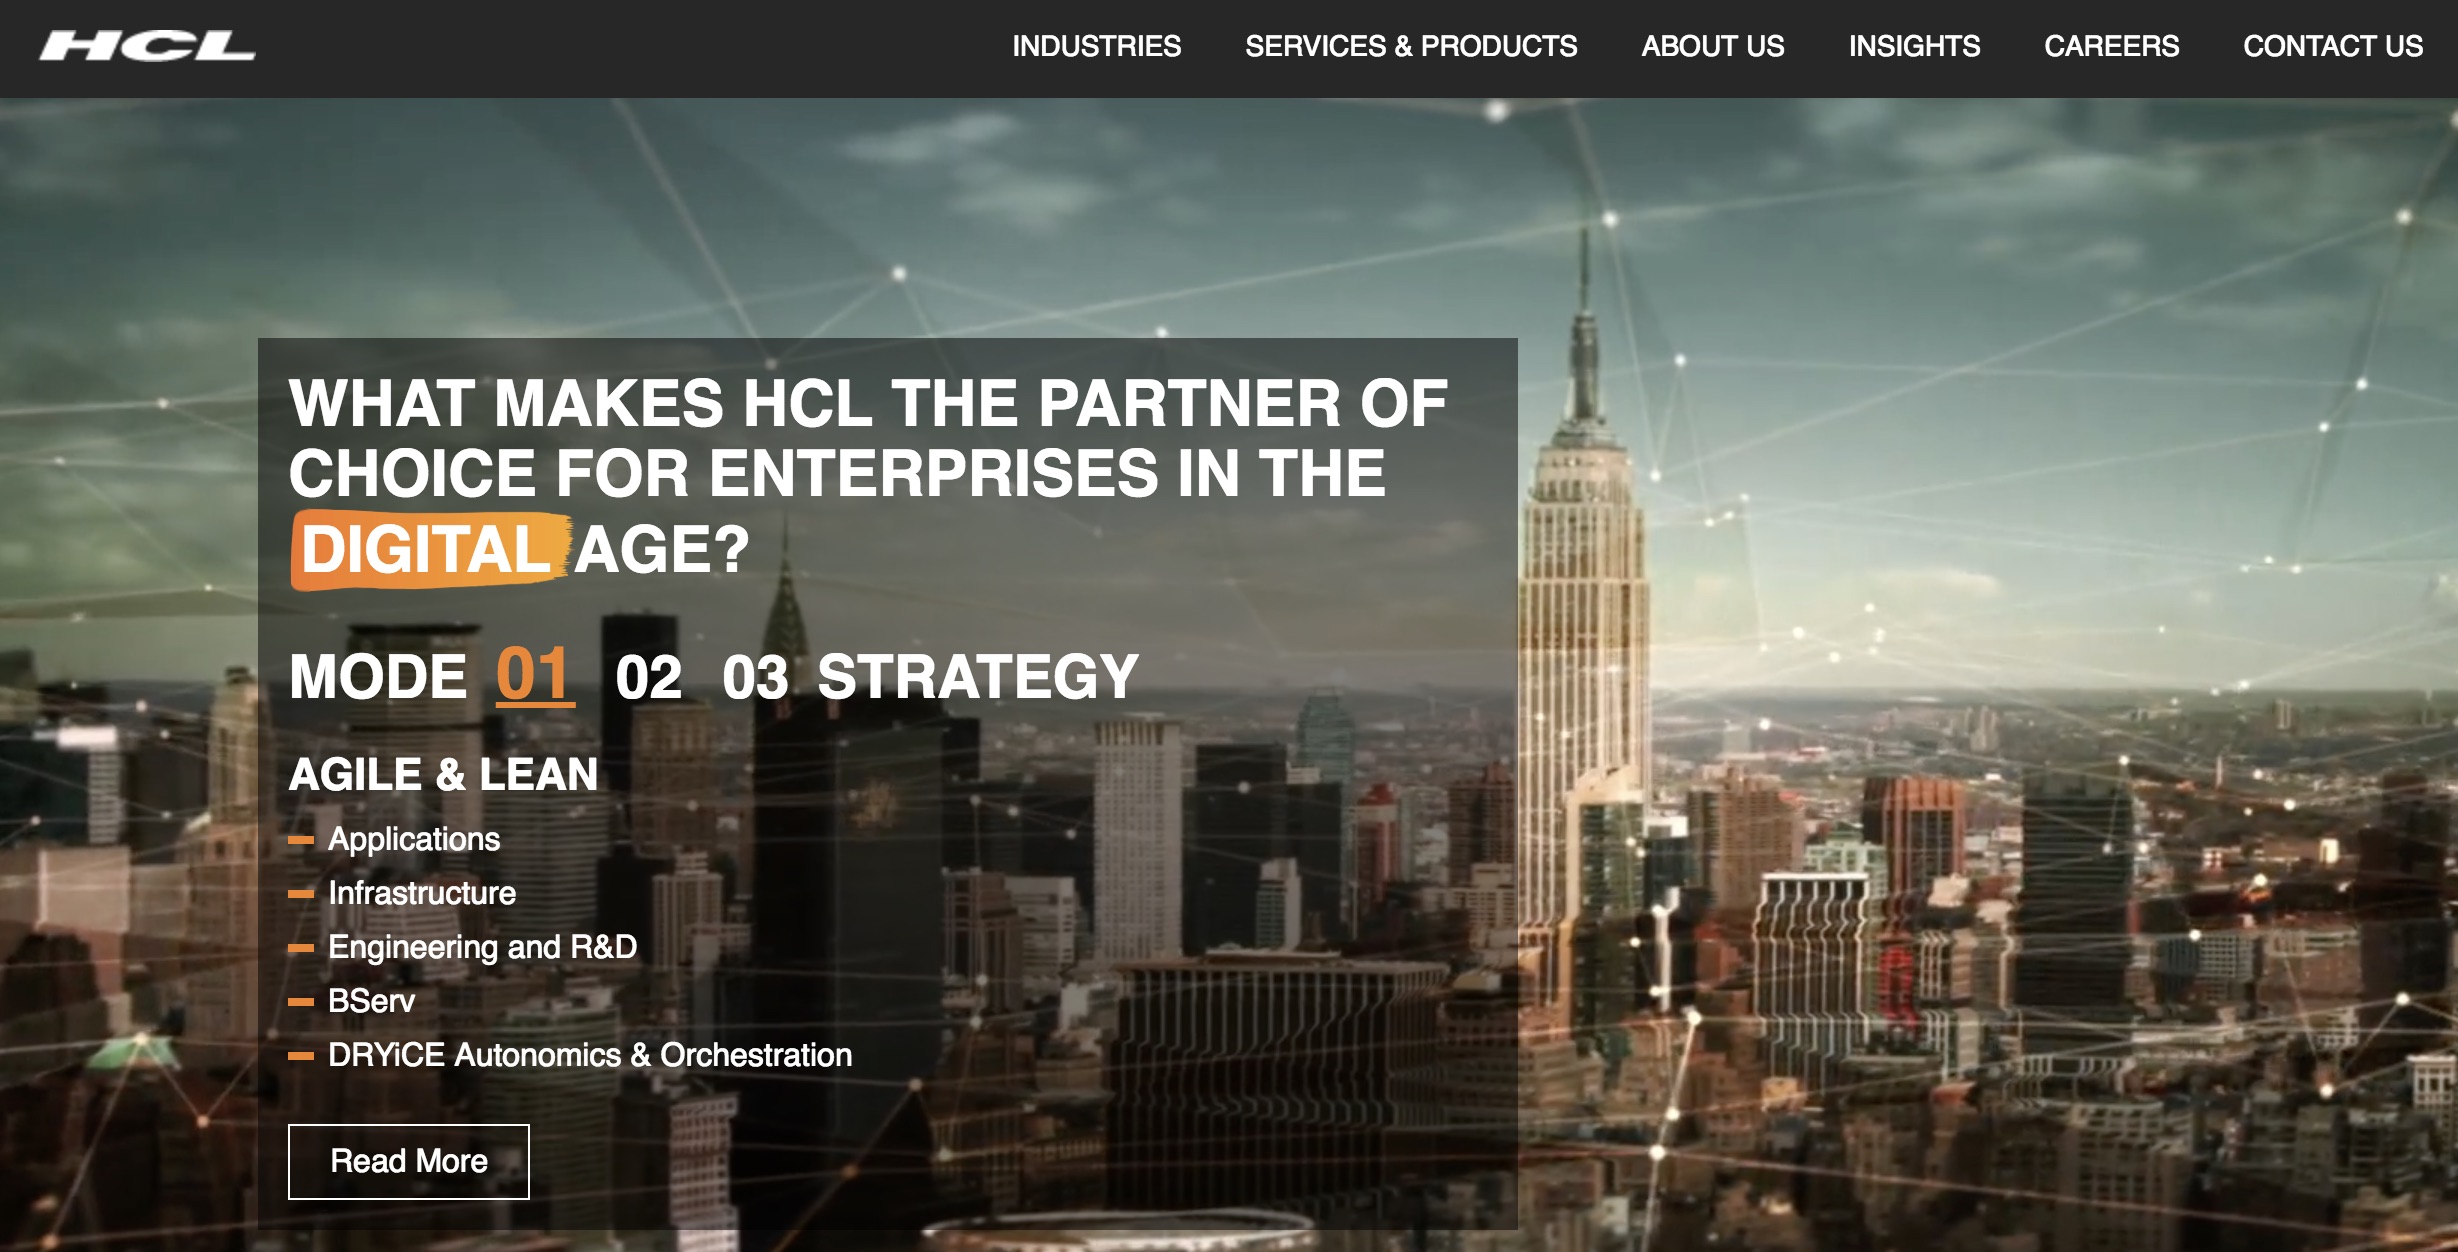 HCL
INDUSTRIES SERVICES & PRODUCTS ABOUT US INSIGHTS CAREERS CONTACT US
WHAT MAKES HCL THE PARTNER OF
CHOICE FOR ENTERPRISES IN THE
DIGITAL AGE?
MODE 01 02 03 STRATEGY
AGILE & LEAN
Applications
Infrastructure
Engineering and R&D
BServ
DRYiCE Autonomics & Orchestration
Read More